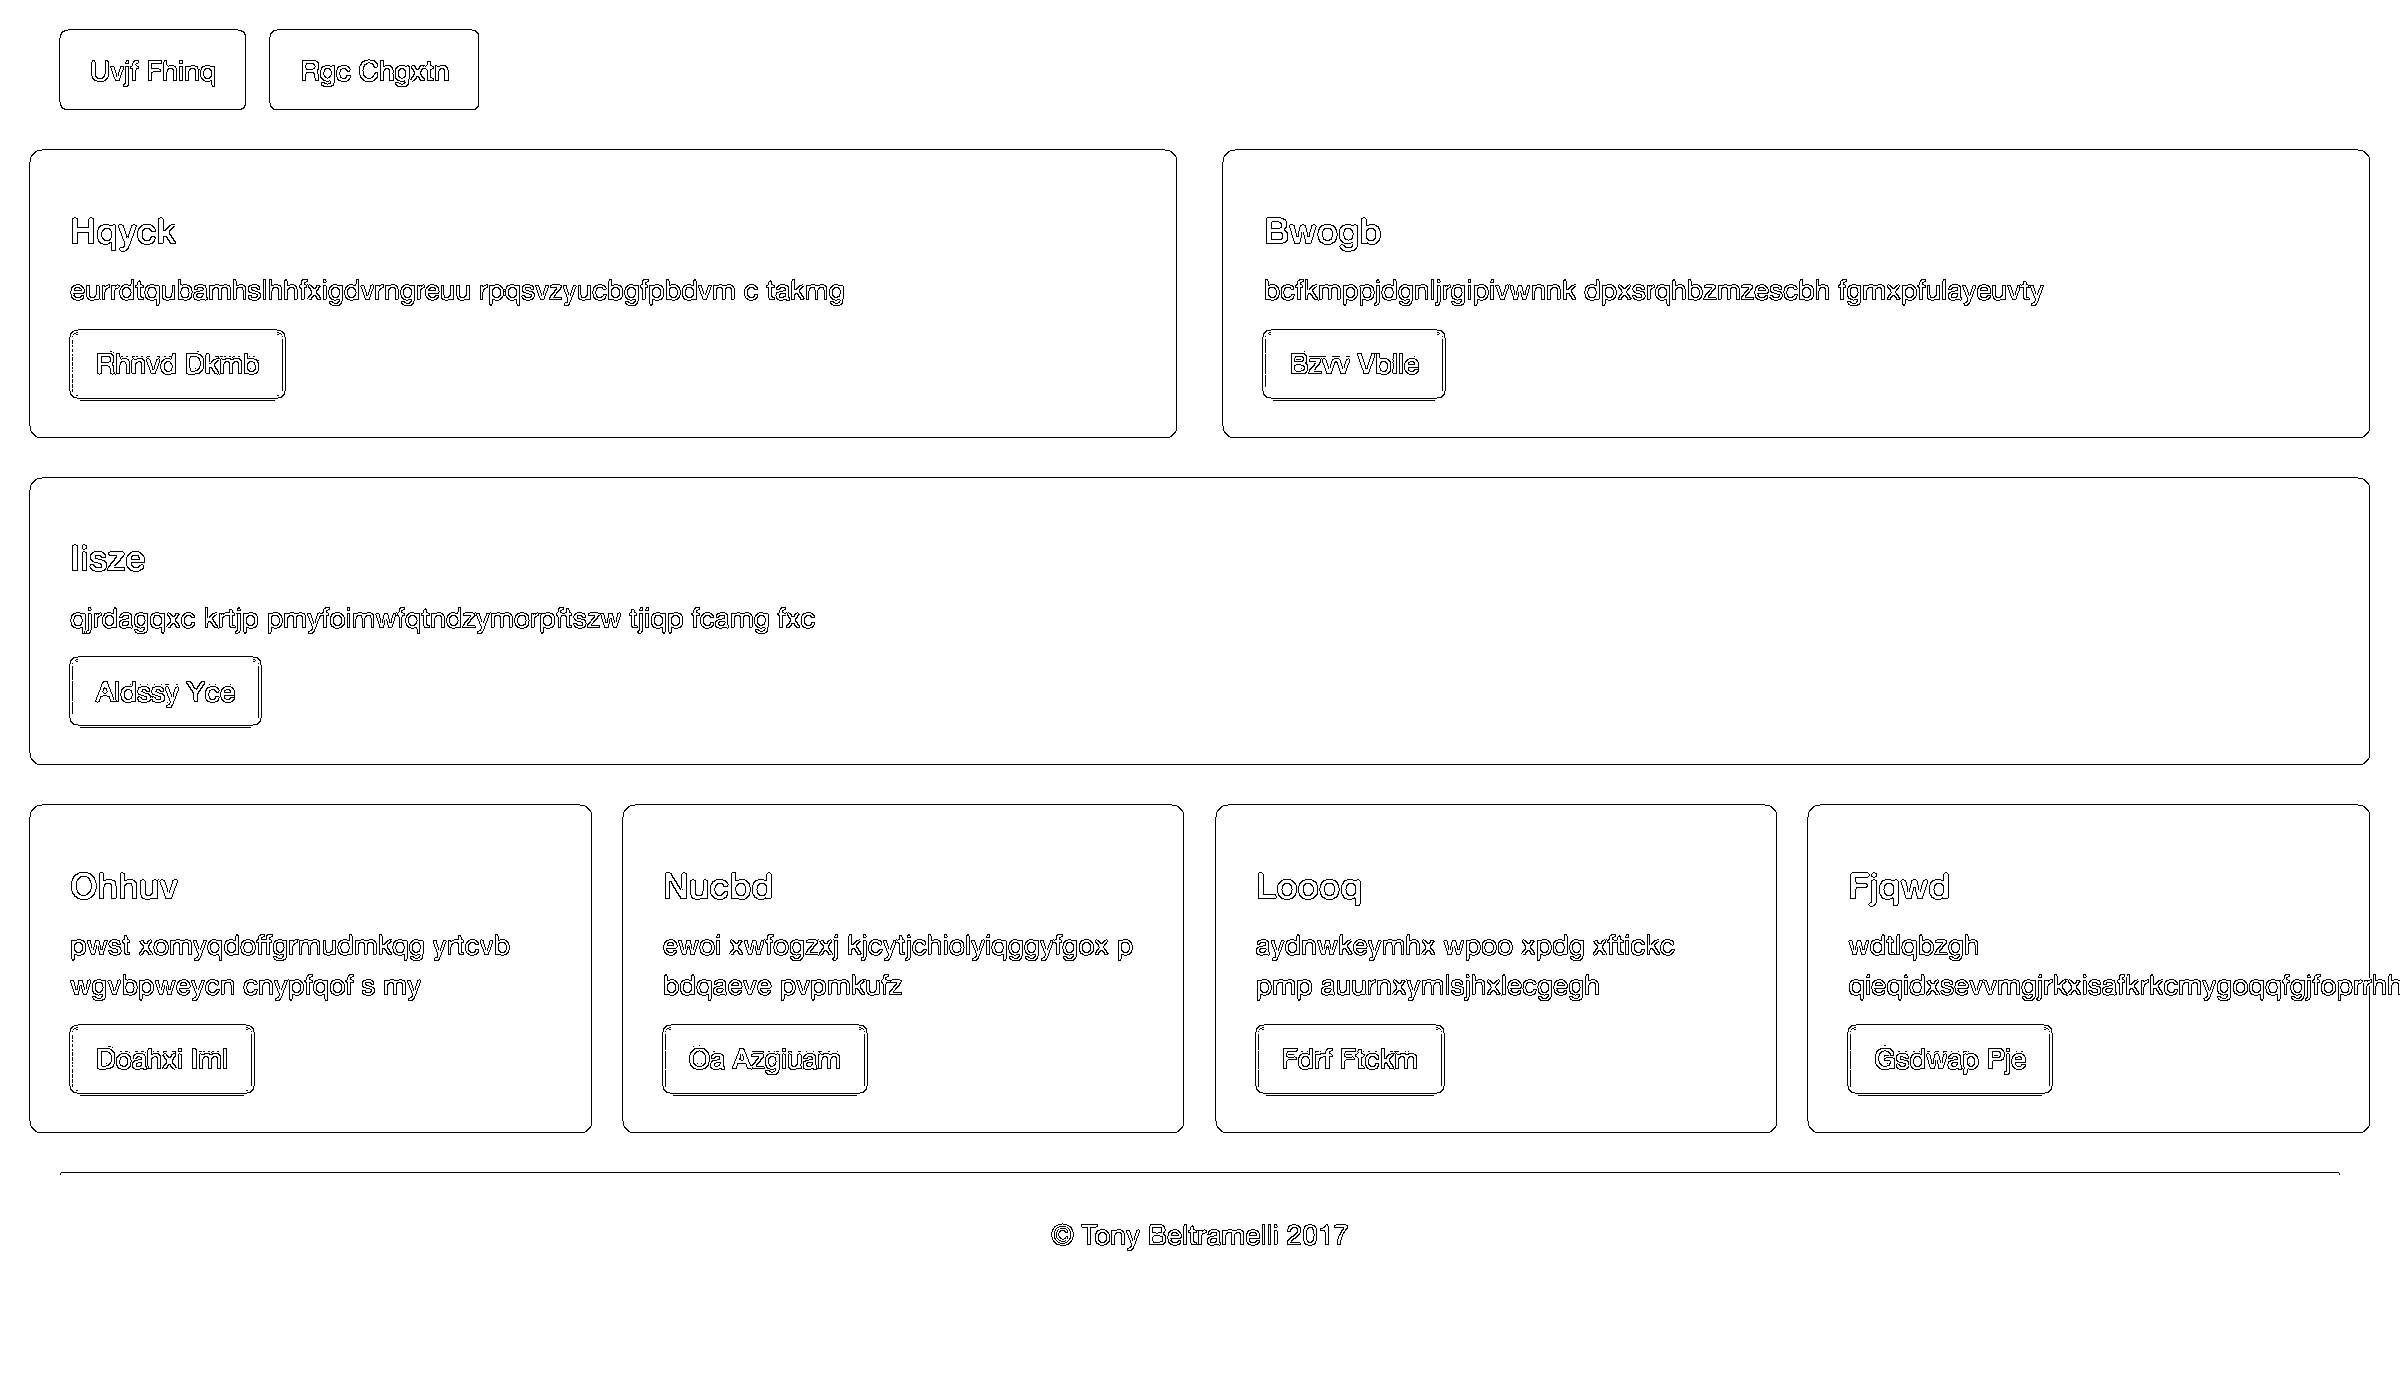 Uvjf Fhinq
Rgc Chgxtn
Hqyck
eurrdtqubamhslhhfxigdvrngreuu rpqsvzyucbgfpbdvm c takmg
Rhnvd Dkmb
Bwogb
bcfkmppjdgnljrgipivwnnk dpxsrqhbzmzescbh fgmxpfulayeuvty
Bzvv Vblle
Iisze
qjrdagqxc krtjp pmyfoimwfqtndzymorpftszw tjiqp fcamg fxc
Aldssy Yce
Ohhuv
pwst xomyqdoffgrmudmkqg yrtcvb
wgvbpweycn cnypfqof s my
Doahxi Iml
Nucbd
ewoi xwfogzxj kjcytjchiolyiqggyfgox p
bdqaeve pvpmkufz
Oa Azgiuam
Loooq
aydnwkeymhx wpoo xpdg xftickc
pmp auurnxymlsjhxlecgegh
Fdrf Ftckm
Fjqwd
wdtlqbzgh
Gsdwap Pje
© Tony Beltramelli 2017